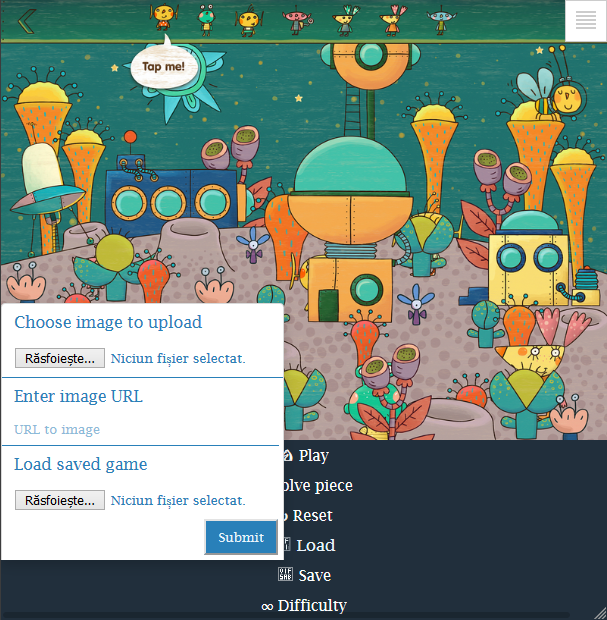 Tap me!
Choose image to upload
Răsfoiește... Niciun fișier selectat.
Enter image URL
URL to image
Load saved game
Răsfoiește... Niciun fișier selectat.
Submit
Play
olve piece
Reset
Load
Save
∞ Difficulty